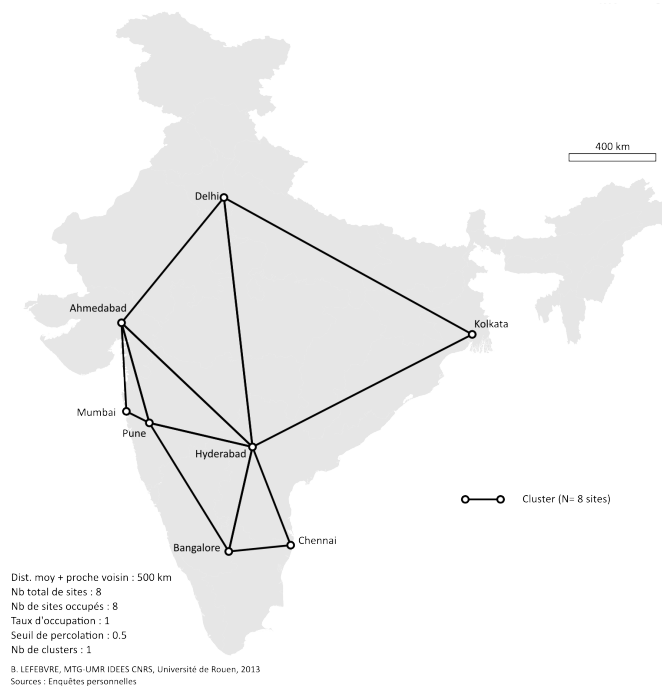 400 km
Delhi
Ahmedabad
Kolkata
Mumbai
Pune
Hyderabad
Cluster (N= 8 sites)
Chennai
Bangalore
Dist. moy + proche voisin : 500 km
Nb total de sites : 8
Nb de sites occupés : 8
Taux d'occupation : 1
Seuil de percolation : 0.5
Nb de clusters : 1
B. LEFEBVRE, MTG-UMR IDEES CNRS, Université de Rouen, 2013
Sources : Enquêtes personnelles